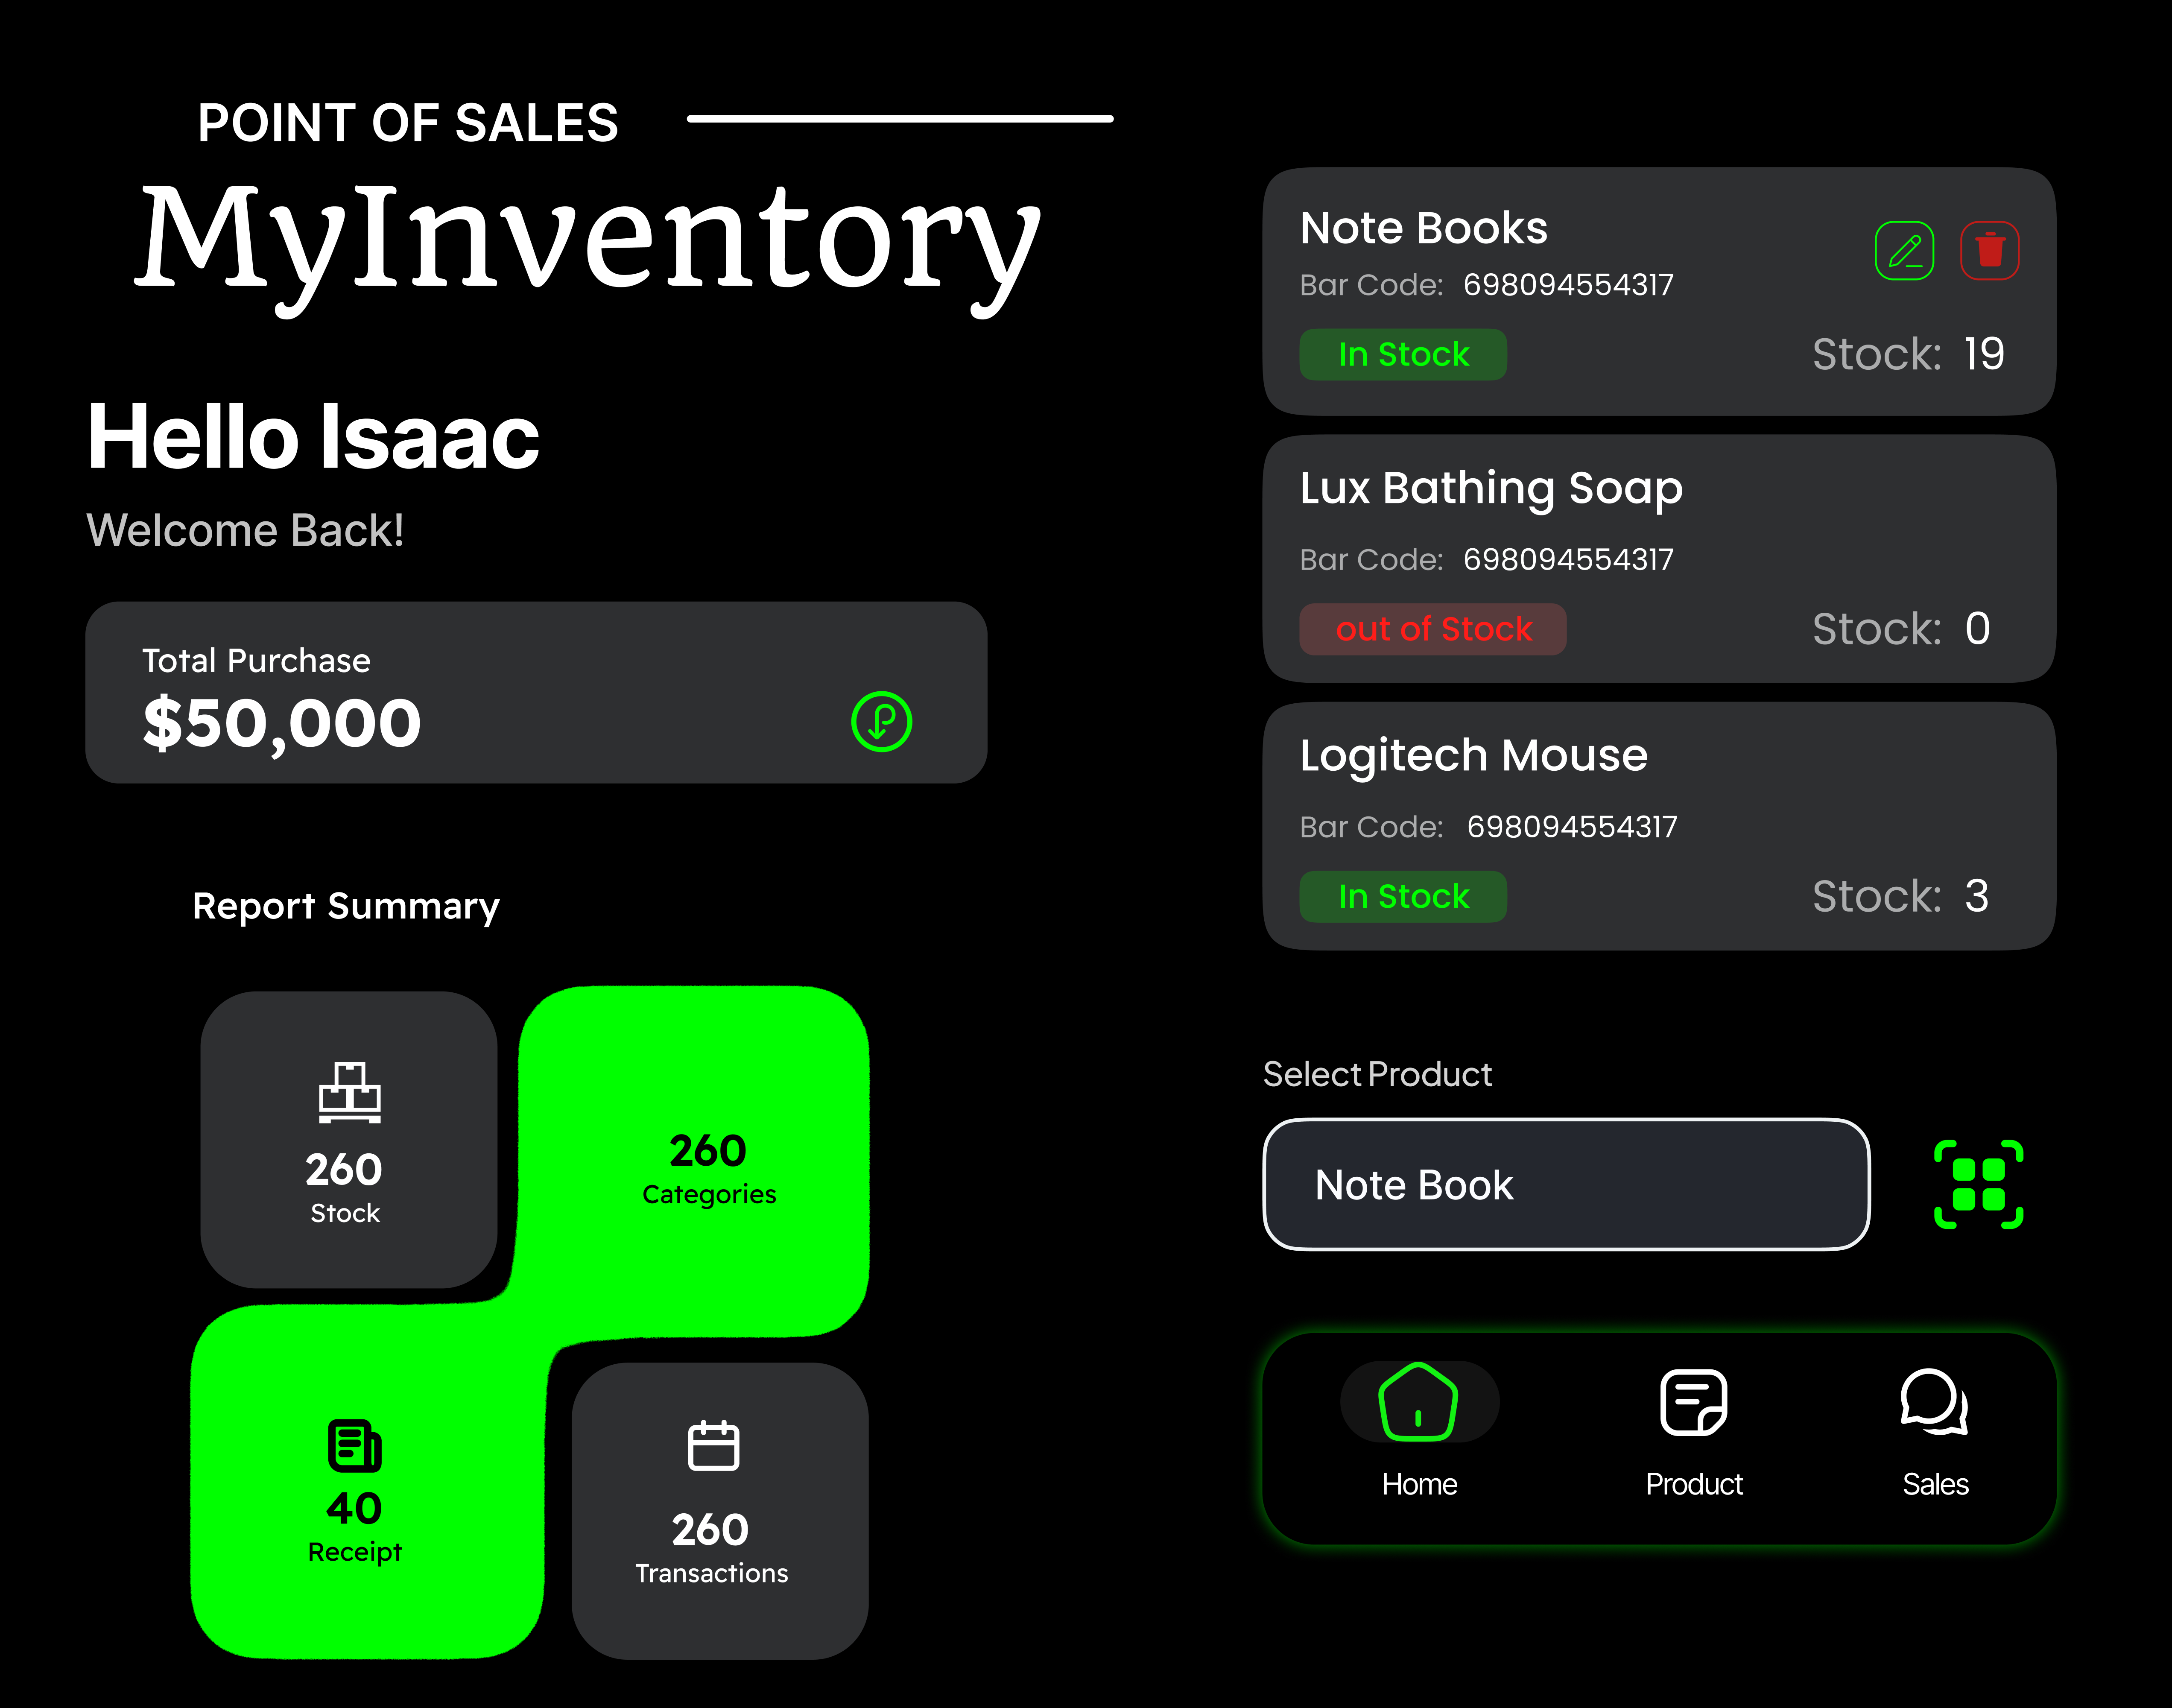 POINT OF SALES
MyInventory
Hello Isaac
Welcome Back!
Total Purchase
$50,000
Report Summary
260
Stock
260
Categories
40
Receipt
260
Transactions
Note Books
Bar Code: 698094554317
In Stock
Stock: 19
Lux Bathing Soap
Bar Code: 698094554317
out of Stock
Stock: 0
Logitech Mouse
Bar Code: 698094554317
In Stock
Stock: 3
Select Product
Note Book
Home
Product
Sales